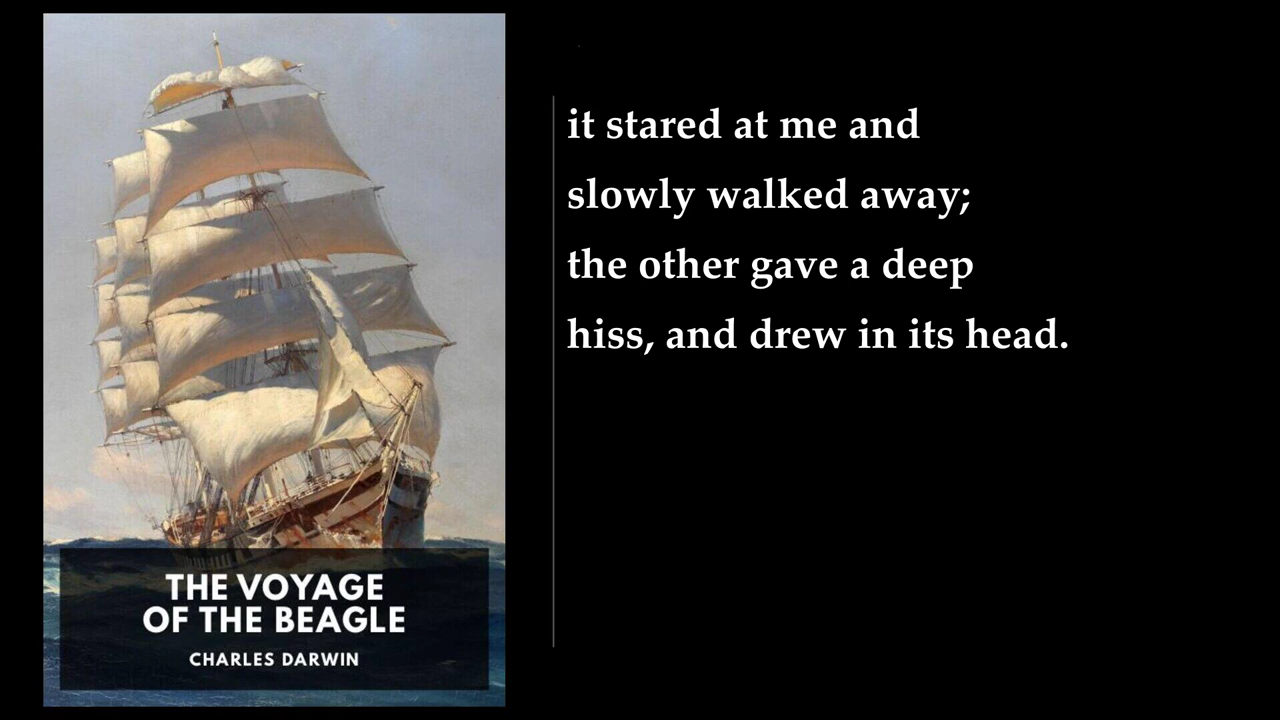 THE VOYAGE
OF THE BEAGLE
CHARLES DARWIN
it stared at me and
slowly walked away;
the other gave a deep
hiss, and drew in its head.